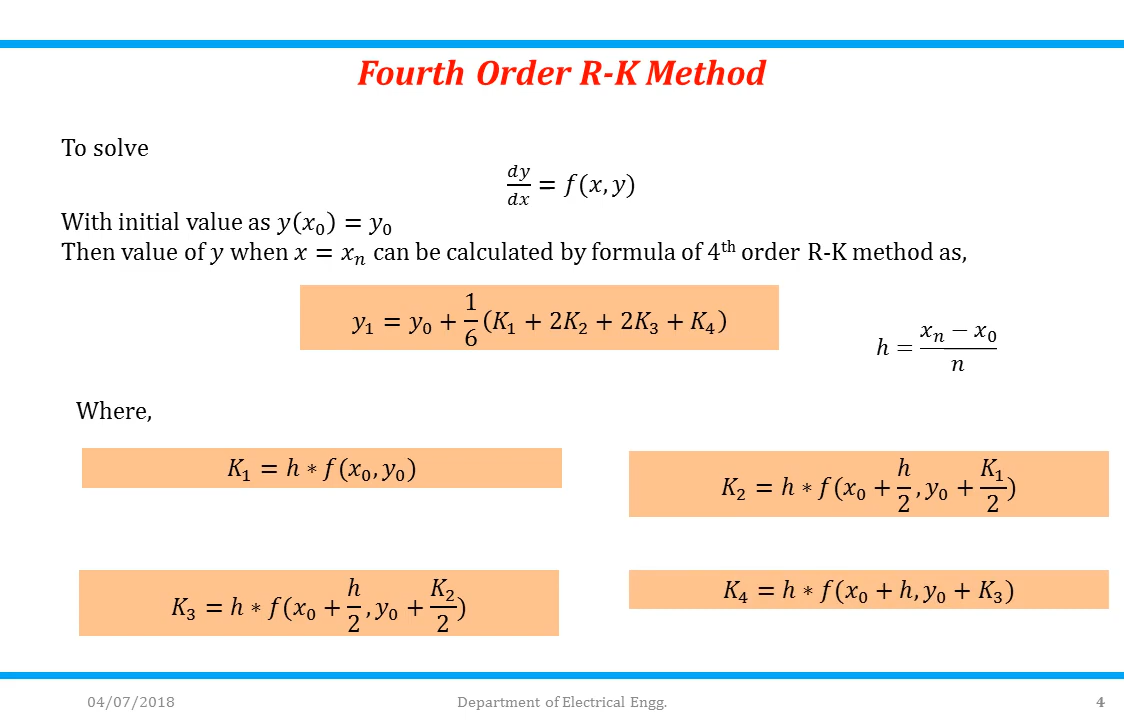 Fourth Order R-K Method
To solve
dy/dx = f(x, y)
With initial value as y(x₀) = y₀
Then value of y when x = xₙ can be calculated by formula of 4ᵗʰ order R-K method as,
y₁ = y₀ + 1/6 (K₁ + 2K₂ + 2K₃ + K₄)
h = (xₙ − x₀)/n
Where,
K₁ = h ∗ f(x₀, y₀)
K₂ = h ∗ f(x₀ + h/2, y₀ + K₁/2)
K₃ = h ∗ f(x₀ + h/2, y₀ + K₂/2)
K₄ = h ∗ f(x₀ + h, y₀ + K₃)
04/07/2018 Department of Electrical Engg. 4